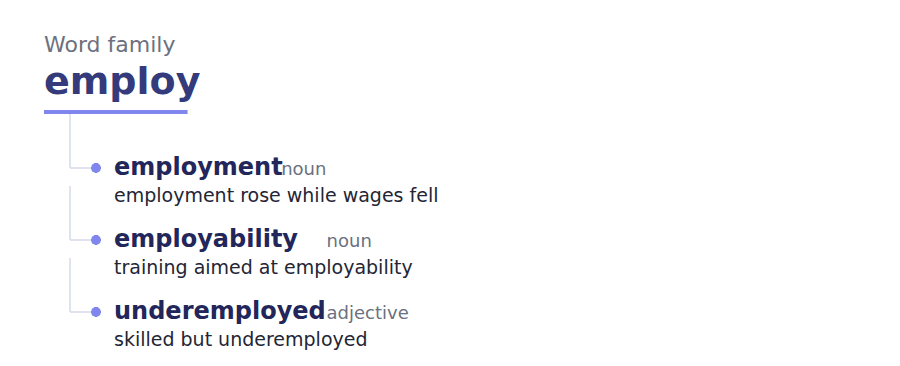 Word family
employ
employment noun
employment rose while wages fell
employability noun
training aimed at employability
underemployed adjective
skilled but underemployed